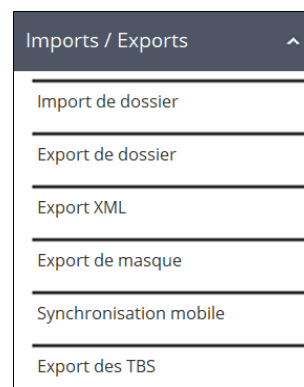 Imports / Exports
Import de dossier
Export de dossier
Export XML
Export de masque
Synchronisation mobile
Export des TBS